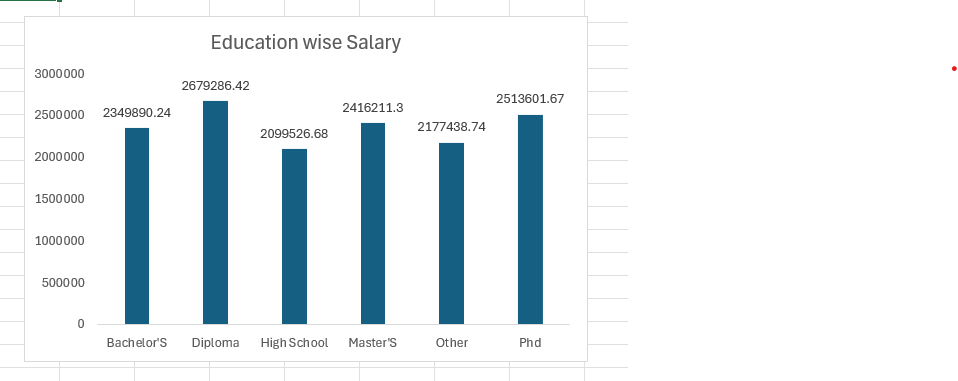 Education wise Salary
3000000
2500000
2000000
1500000
1000000
500000
0
2349890.24
2679286.42
2099526.68
2416211.3
2177438.74
2513601.67
Bachelor'S
Diploma
High School
Master'S
Other
Phd